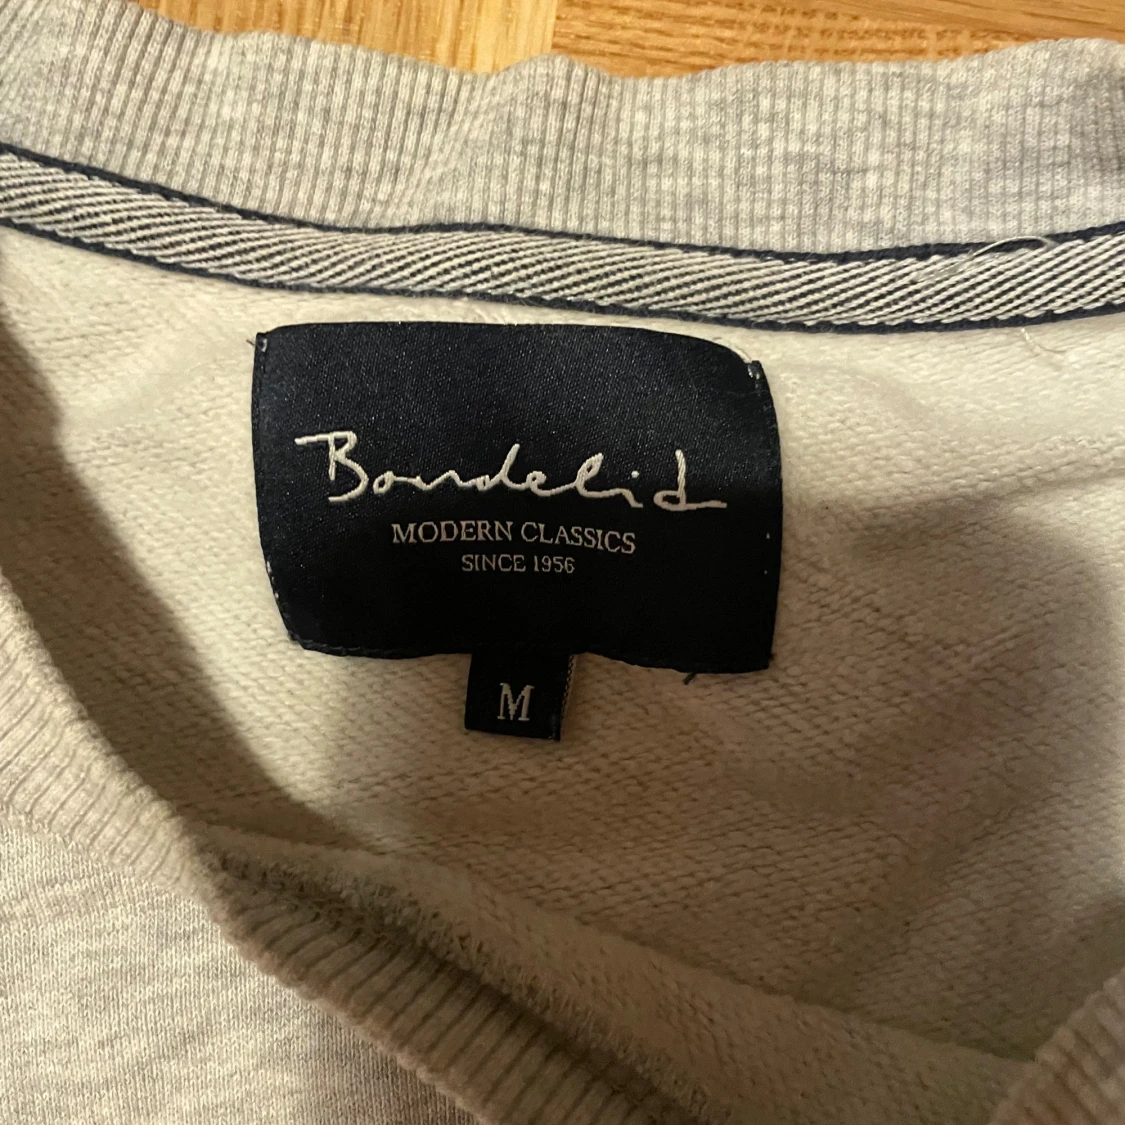 Bondelid
MODERN CLASSICS
SINCE 1956
M